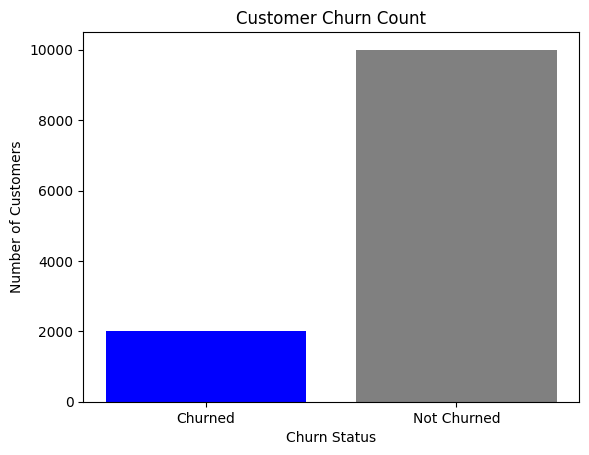 Customer Churn Count
10000
8000
6000
4000
2000
0
Number of Customers
Churned
Not Churned
Churn Status